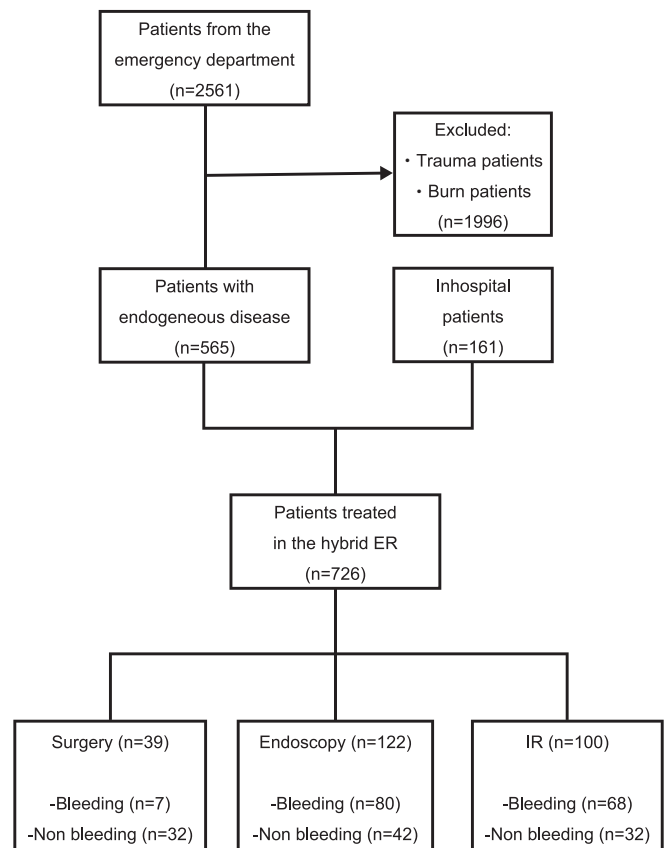 Patients from the
emergency department
(n=2561)
Excluded:
・Trauma patients
・Burn patients
(n=1996)
Patients with
endogeneous disease
(n=565)
Inhospital
patients
(n=161)
Patients treated
in the hybrid ER
(n=726)
Surgery (n=39)
-Bleeding (n=7)
-Non bleeding (n=32)
Endoscopy (n=122)
-Bleeding (n=80)
-Non bleeding (n=42)
IR (n=100)
-Bleeding (n=68)
-Non bleeding (n=32)